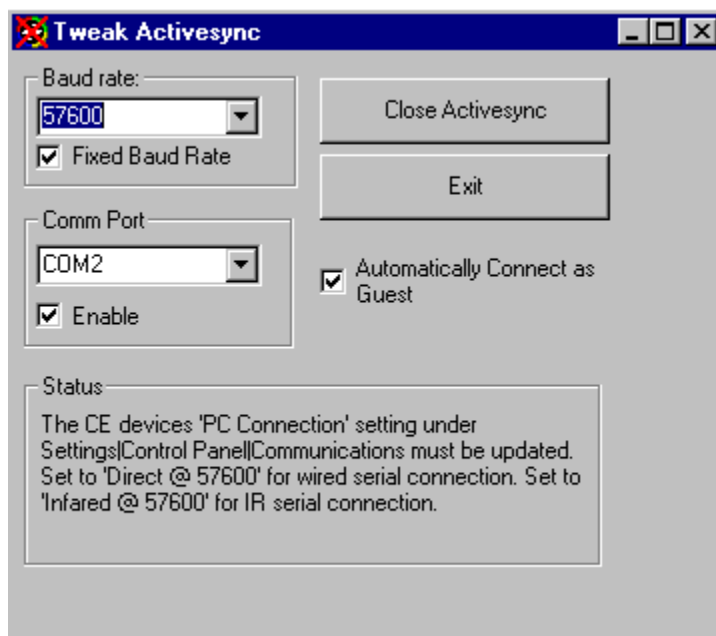 Tweak Activesync
Baud rate:
57600
Fixed Baud Rate
Close Activesync
Exit
Comm Port
COM2
Enable
Automatically Connect as
Guest
Status
The CE devices 'PC Connection' setting under
Settings|Control Panel|Communications must be updated.
Set to 'Direct @ 57600' for wired serial connection. Set to
'Infared @ 57600' for IR serial connection.